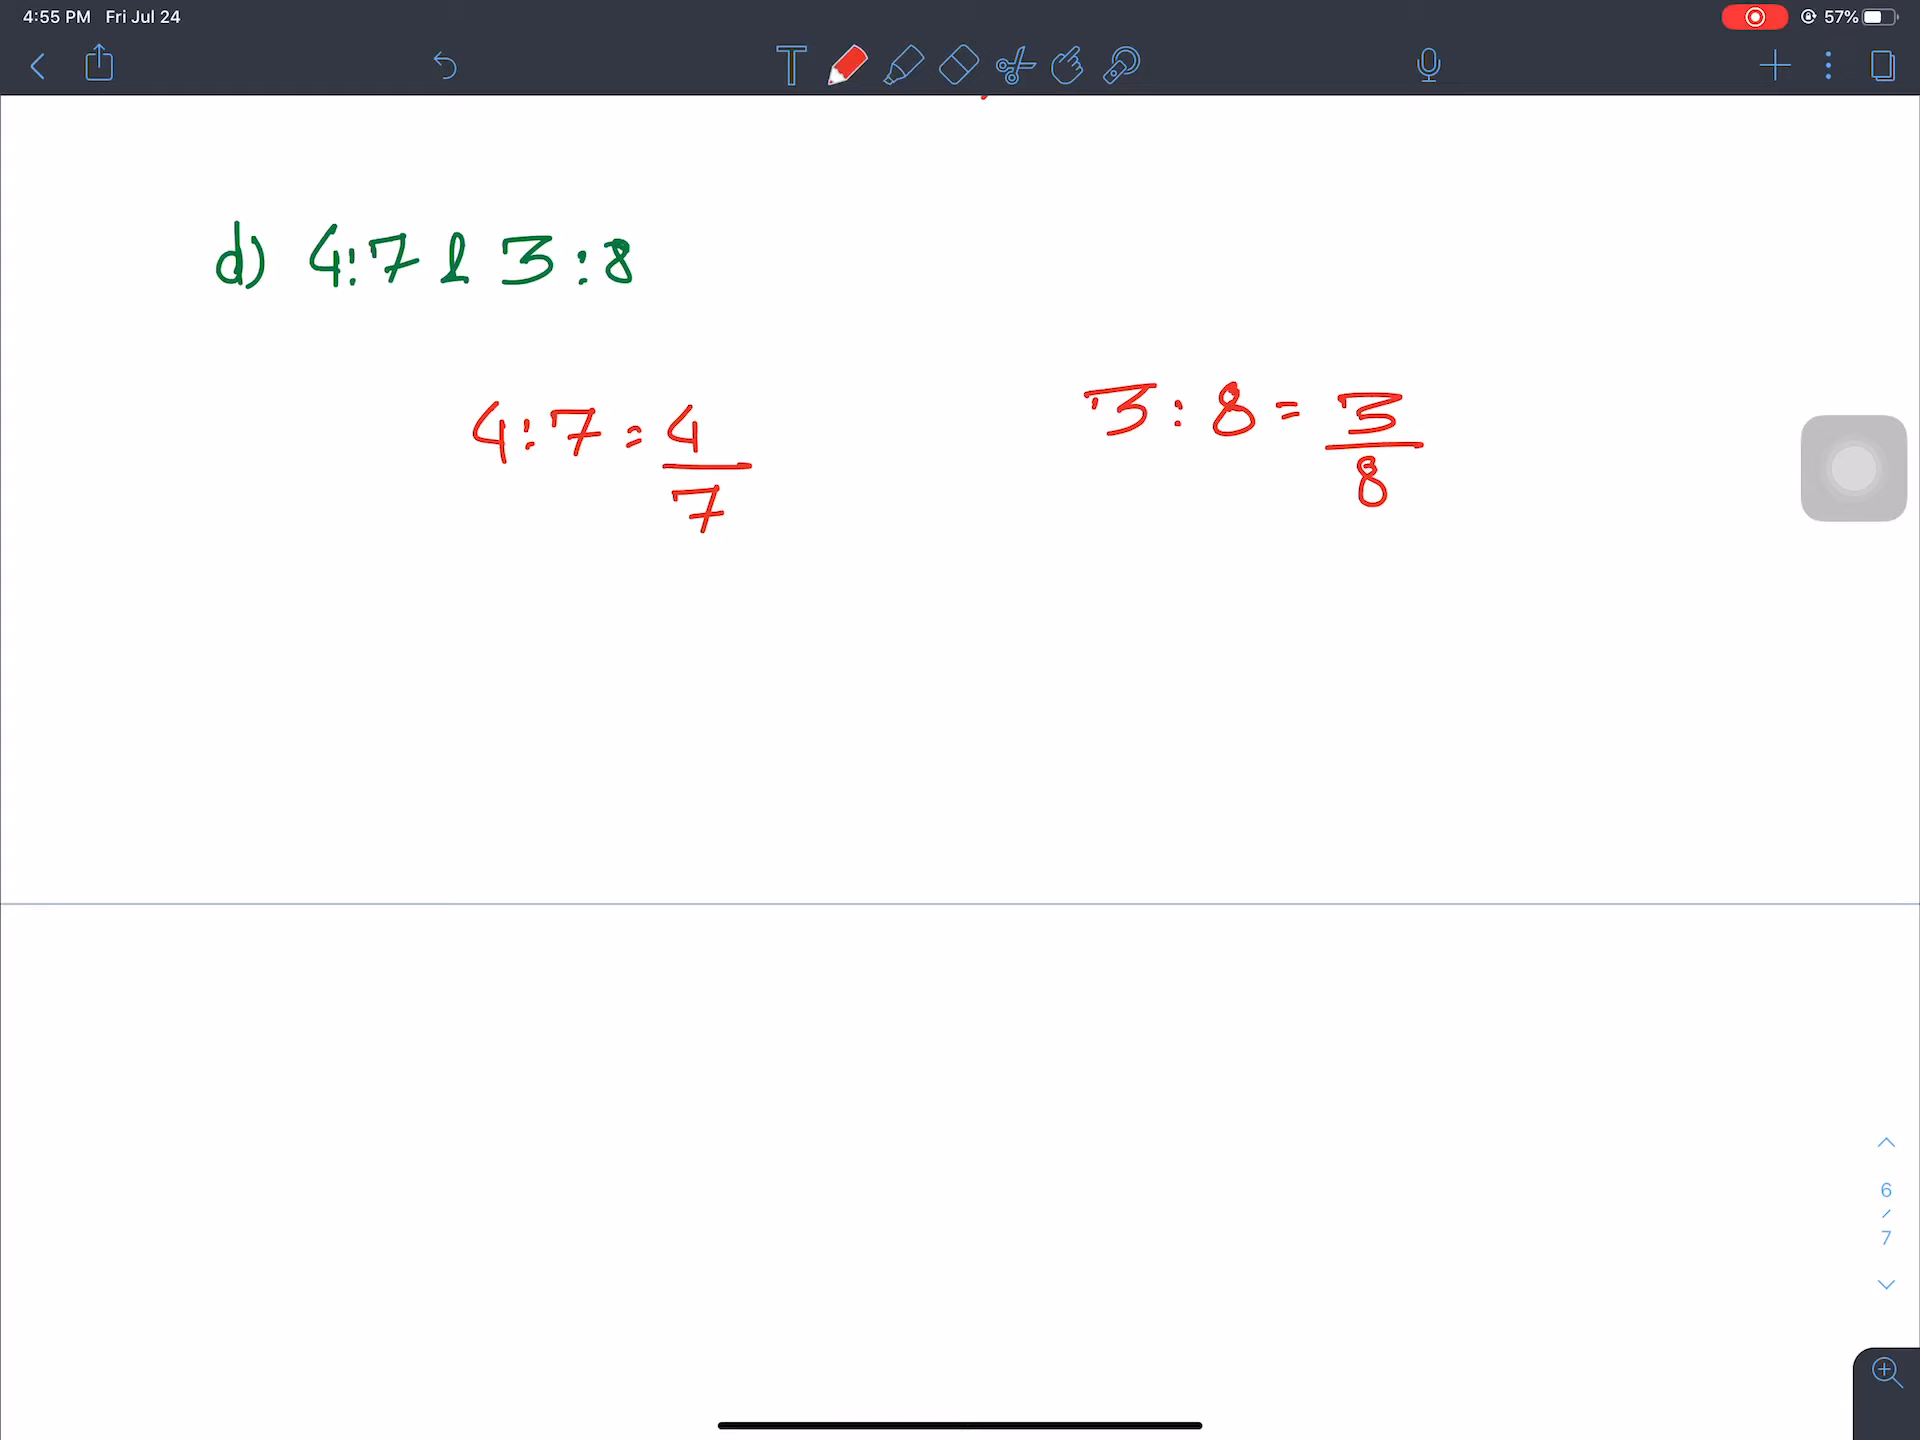 4:55 PM Fri Jul 24
57%
T
d) 4:7 & 3:8
4:7 = 4/7
3:8 = 3/8
6
/
7